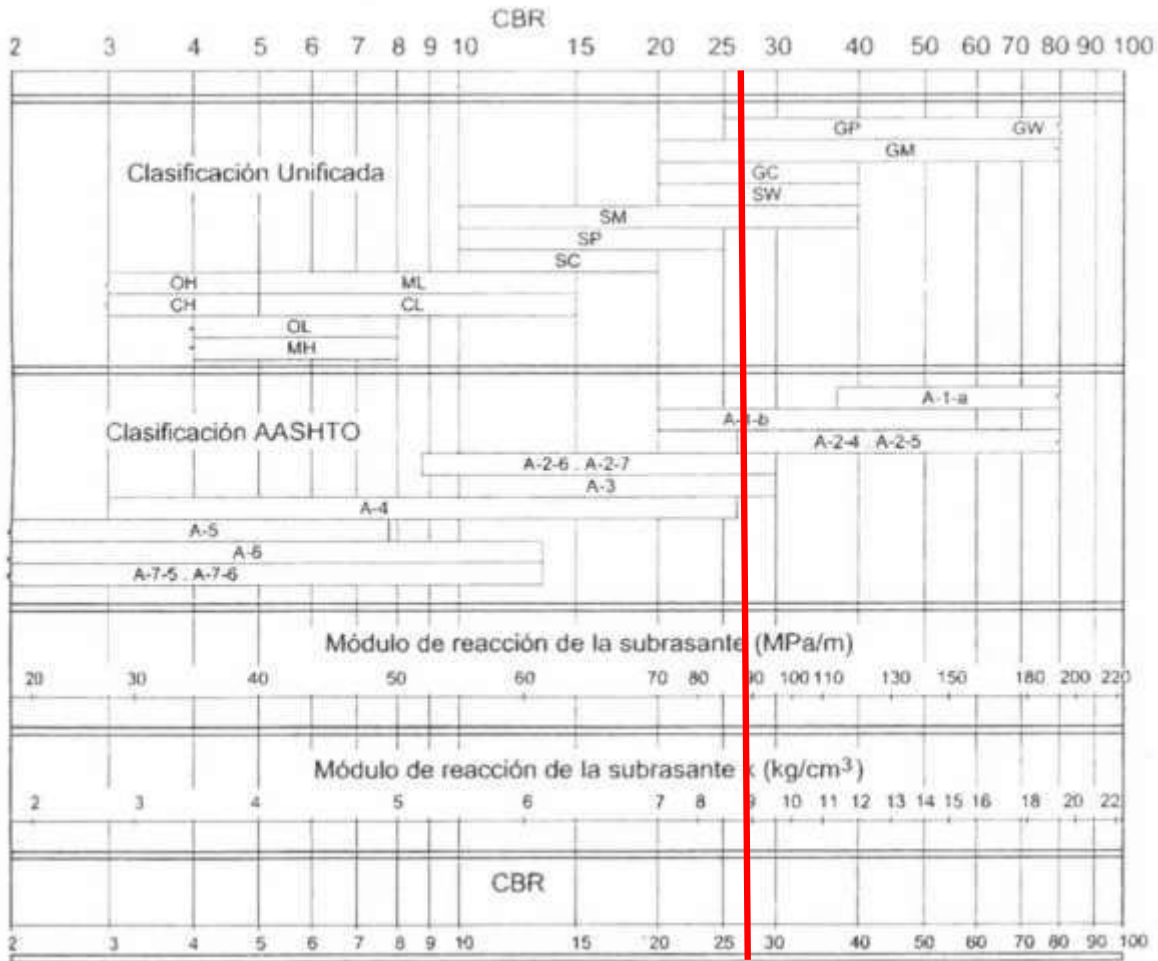 CBR
2 3 4 5 6 7 8 9 10 15 20 25 30 40 50 60 70 80 90 100
GP GW
GM
Clasificación Unificada
GC
SW
SM
SP
SC
OH ML
CH CL
OL
MH
A-1-a
A-1-b
Clasificación AASHTO
A-2-4 . A-2-5
A-2-6 . A-2-7
A-3
A-4
A-5
A-6
A-7-5 . A-7-6
Módulo de reacción de la subrasante (MPa/m)
20 30 40 50 60 70 80 90 100 110 130 150 180 200 220
Módulo de reacción de la subrasante k (kg/cm³)
2 3 4 5 6 7 8 9 10 11 12 13 14 15 16 18 20 22
CBR
2 3 4 5 6 7 8 9 10 15 20 25 30 40 50 60 70 80 90 100